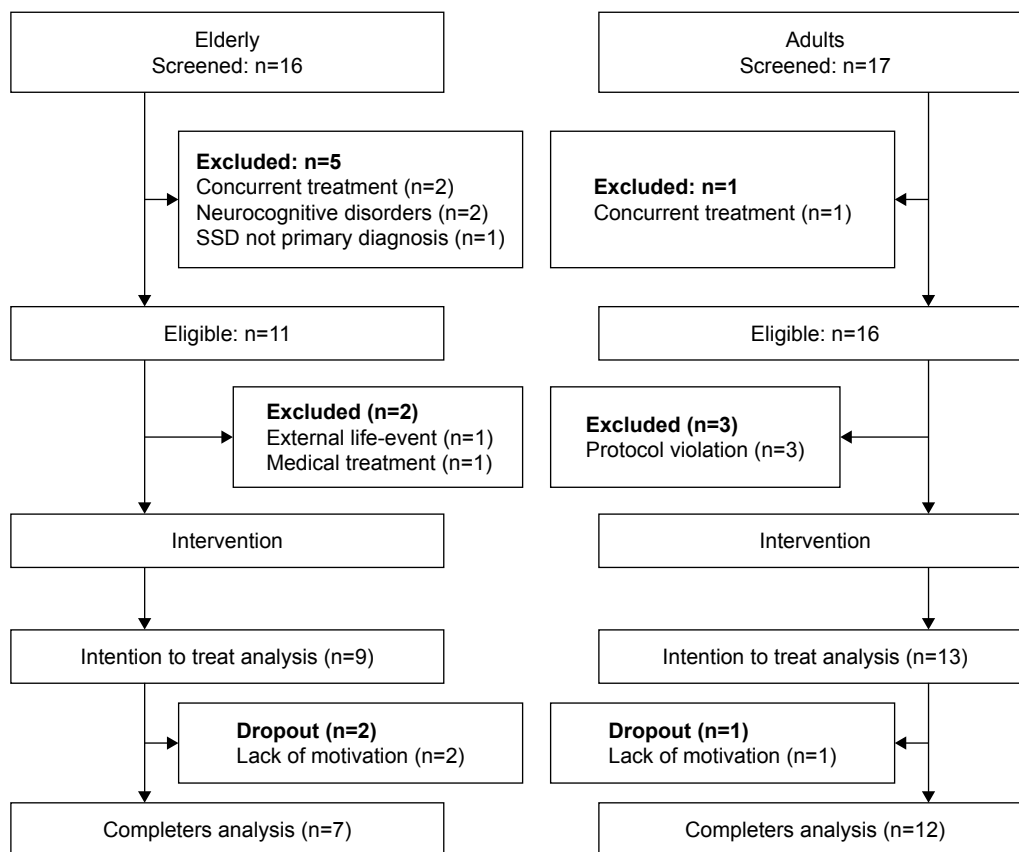 Elderly
Screened: n=16
Adults
Screened: n=17
Excluded: n=5
Concurrent treatment (n=2)
Neurocognitive disorders (n=2)
SSD not primary diagnosis (n=1)
Excluded: n=1
Concurrent treatment (n=1)
Eligible: n=11
Eligible: n=16
Excluded (n=2)
External life-event (n=1)
Medical treatment (n=1)
Excluded (n=3)
Protocol violation (n=3)
Intervention
Intervention
Intention to treat analysis (n=9)
Intention to treat analysis (n=13)
Dropout (n=2)
Lack of motivation (n=2)
Dropout (n=1)
Lack of motivation (n=1)
Completers analysis (n=7)
Completers analysis (n=12)